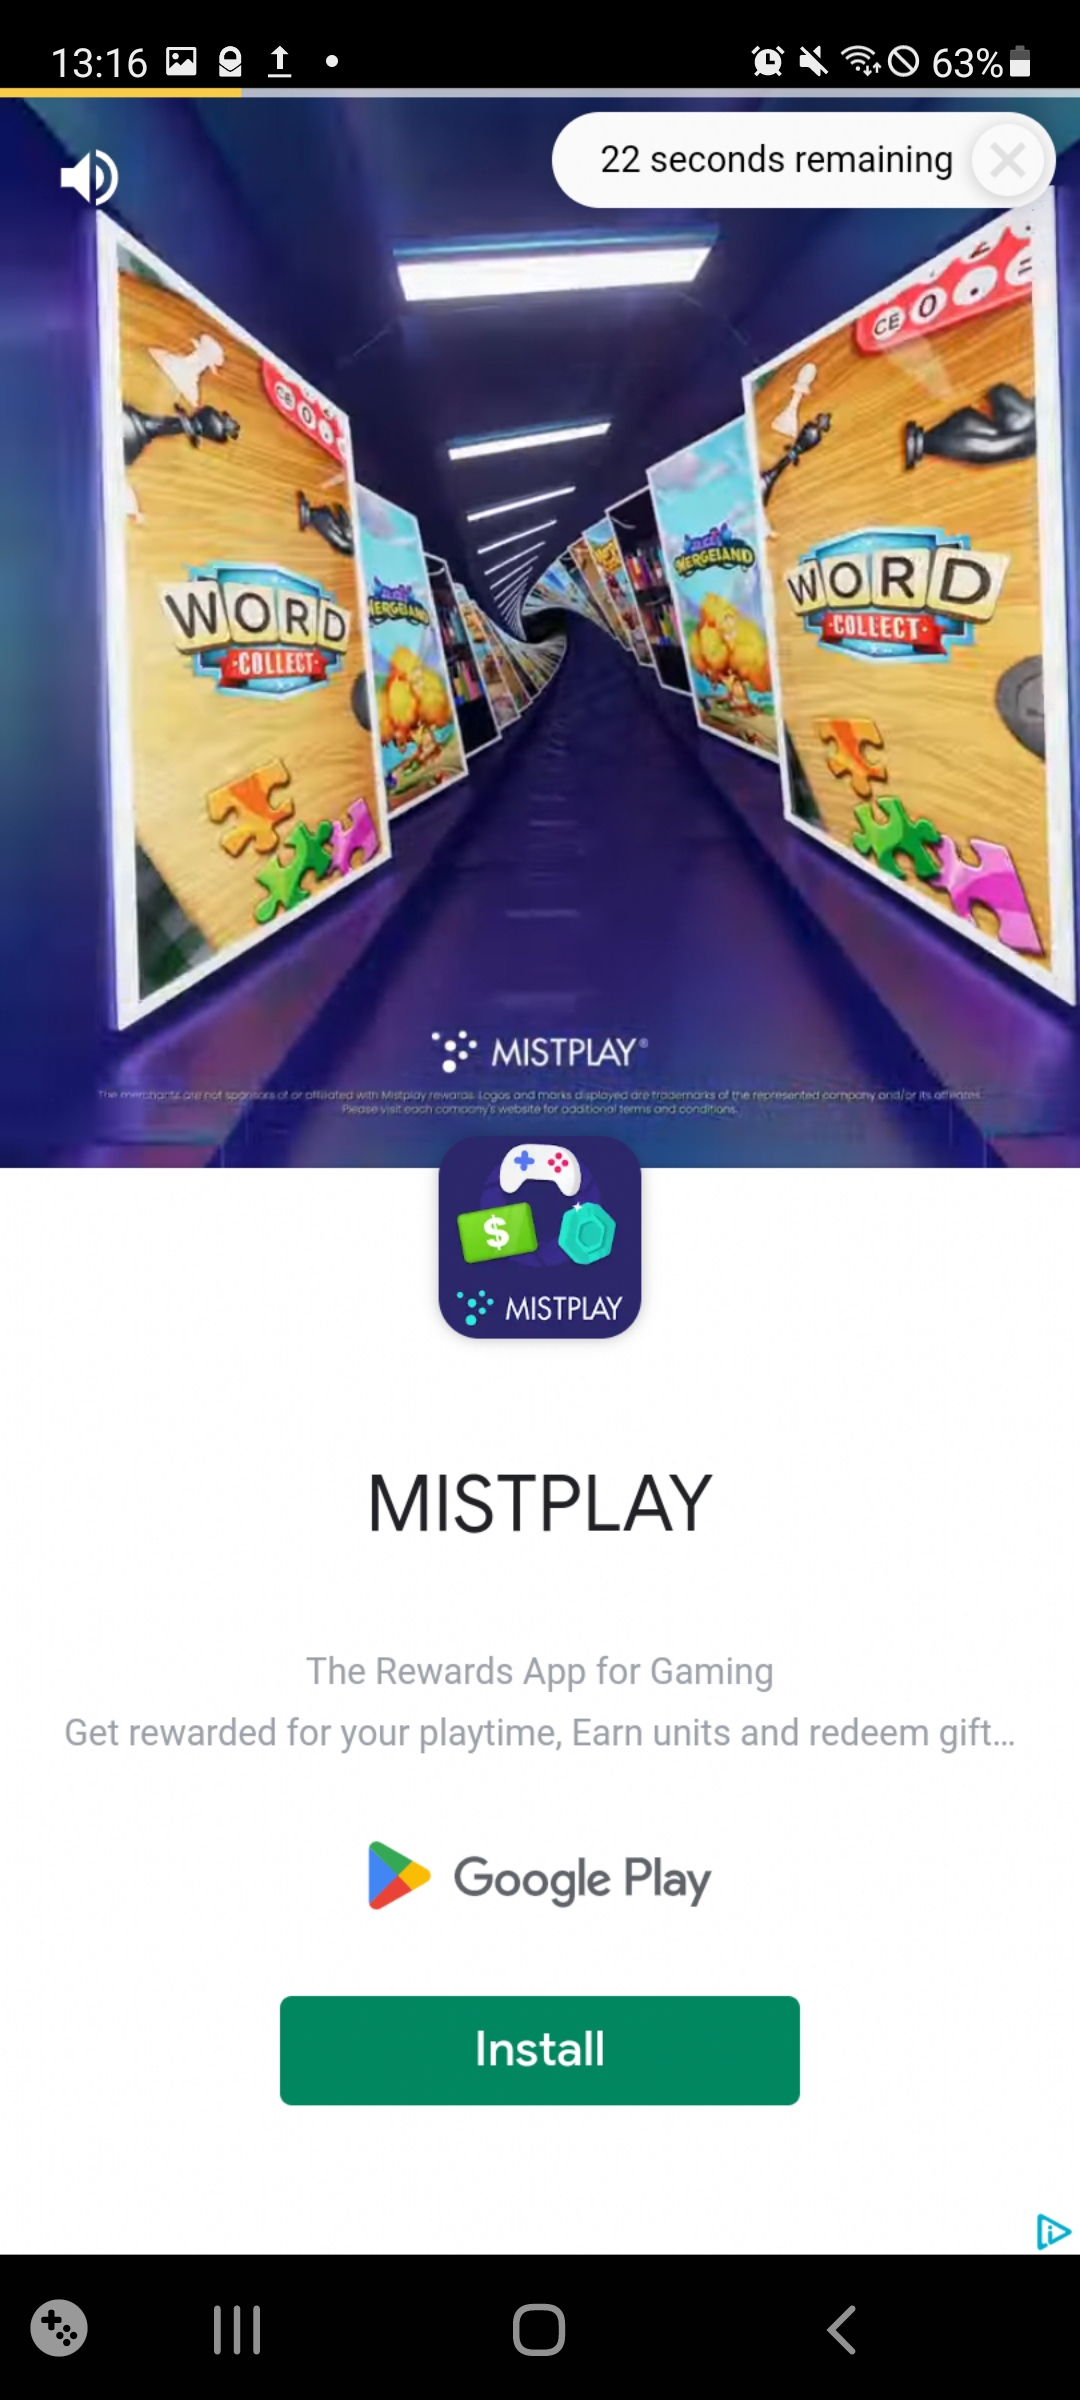 13:16
63%
22 seconds remaining
CE O
CE O
WORD
COLLECT
MERGELAND
MERGELAND
WORD
COLLECT
MISTPLAY®
The merchants are not sponsors of or affiliated with Mistplay rewards. Logos and marks displayed are trademarks of the represented company and/or its affiliates.
Please visit each company's website for additional terms and conditions.
$
MISTPLAY
MISTPLAY
The Rewards App for Gaming
Get rewarded for your playtime, Earn units and redeem gift...
Google Play
Install